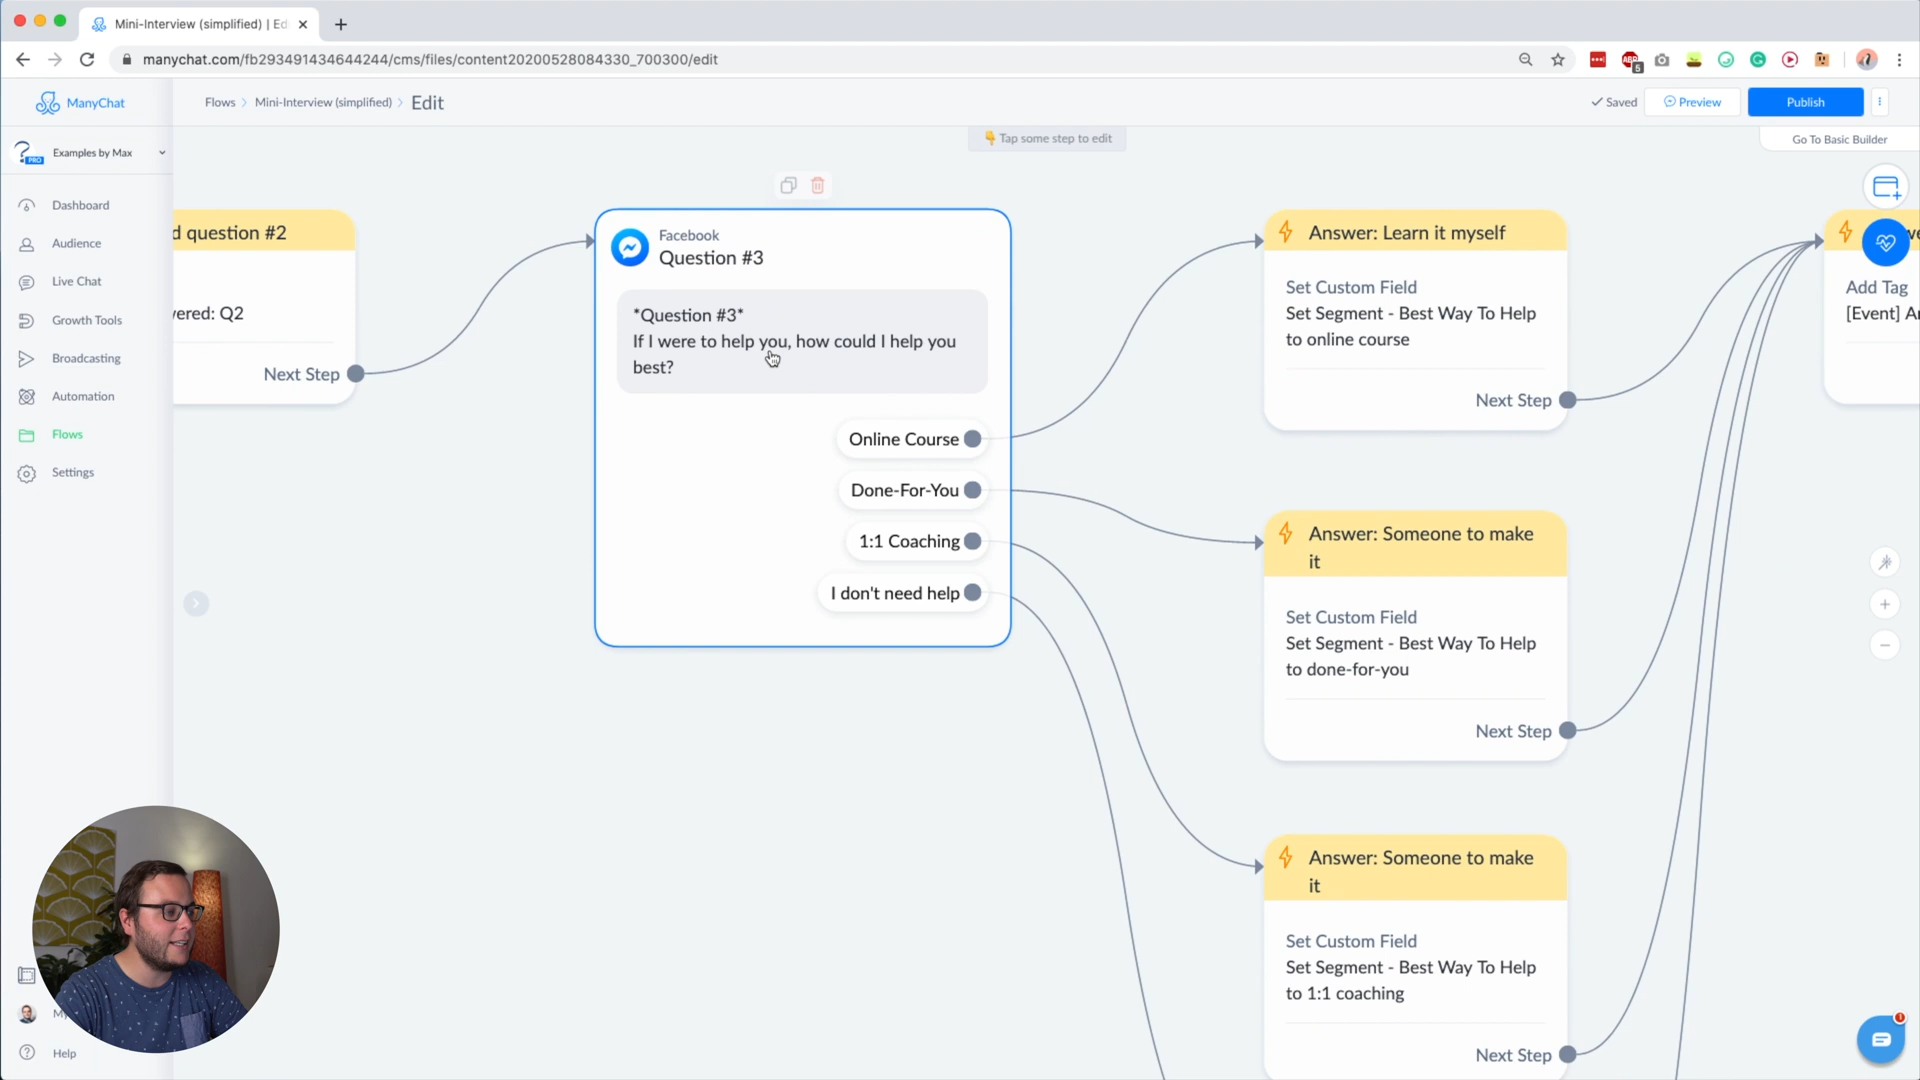 Mini-Interview (simplified) | Ed
manychat.com/fb293491434644244/cms/files/content20200528084330_700300/edit
ABP
5
ManyChat
Flows
Mini-Interview (simplified)
Edit
Saved
Preview
Publish
Tap some step to edit
Go To Basic Builder
PRO
Examples by Max
Dashboard
Audience
Live Chat
Growth Tools
Broadcasting
Automation
Flows
Settings
My
Help
d question #2
vered: Q2
Next Step
Facebook
Question #3
*Question #3*
If I were to help you, how could I help you
best?
Online Course
Done-For-You
1:1 Coaching
I don't need help
Answer: Learn it myself
Set Custom Field
Set Segment - Best Way To Help
to online course
Next Step
Answer: Someone to make
it
Set Custom Field
Set Segment - Best Way To Help
to done-for-you
Next Step
Answer: Someone to make
it
Set Custom Field
Set Segment - Best Way To Help
to 1:1 coaching
Next Step
Add Tag
[Event] A
1